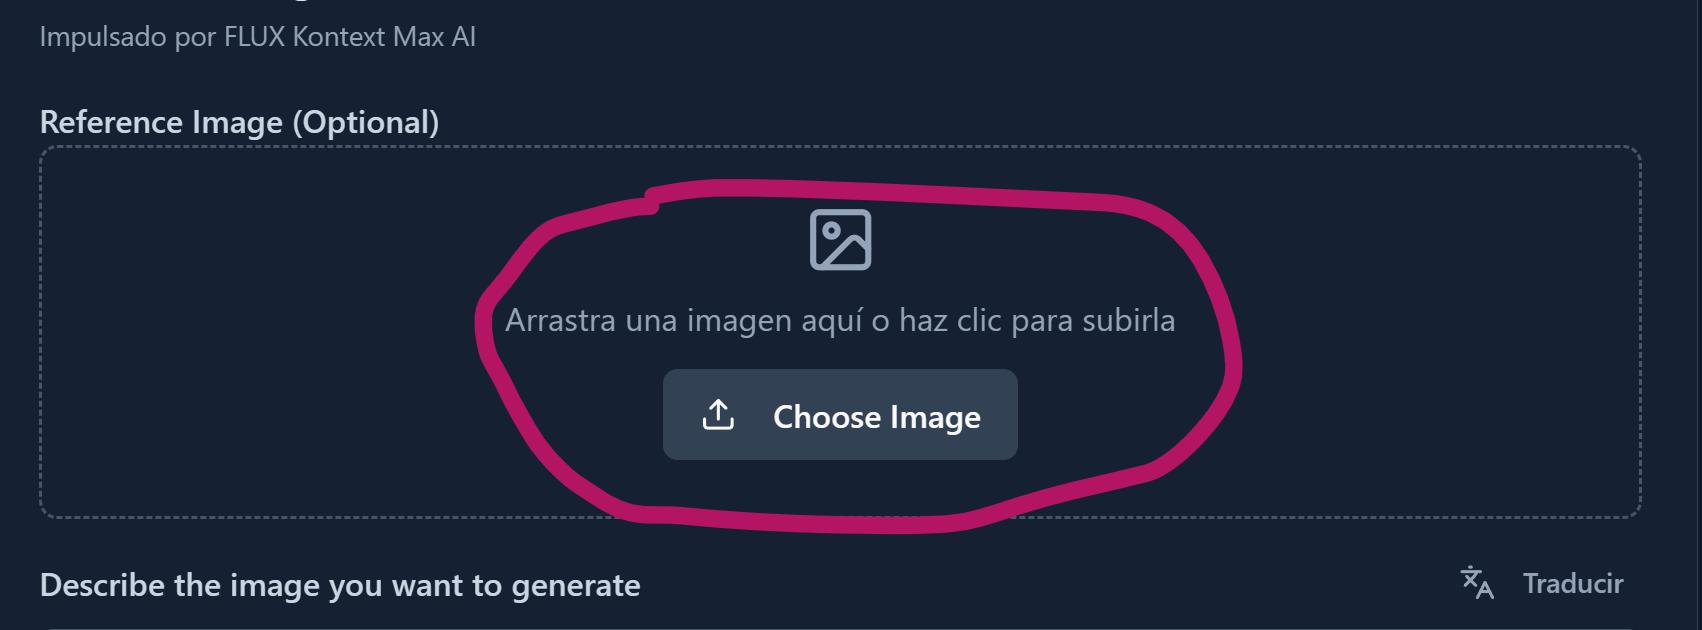 Impulsado por FLUX Kontext Max AI
Reference Image (Optional)
Arrastra una imagen aquí o haz clic para subirla
Choose Image
Describe the image you want to generate
Traducir